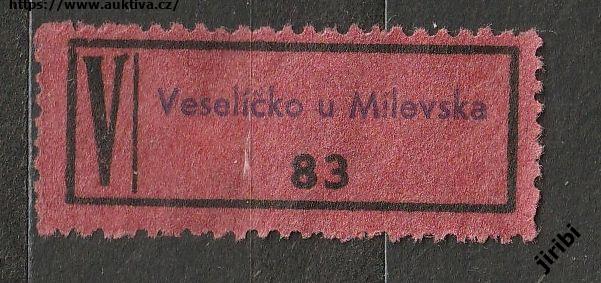 https://www.auktiva.cz/
V
Veselíčko u Milevska
83
jiribi